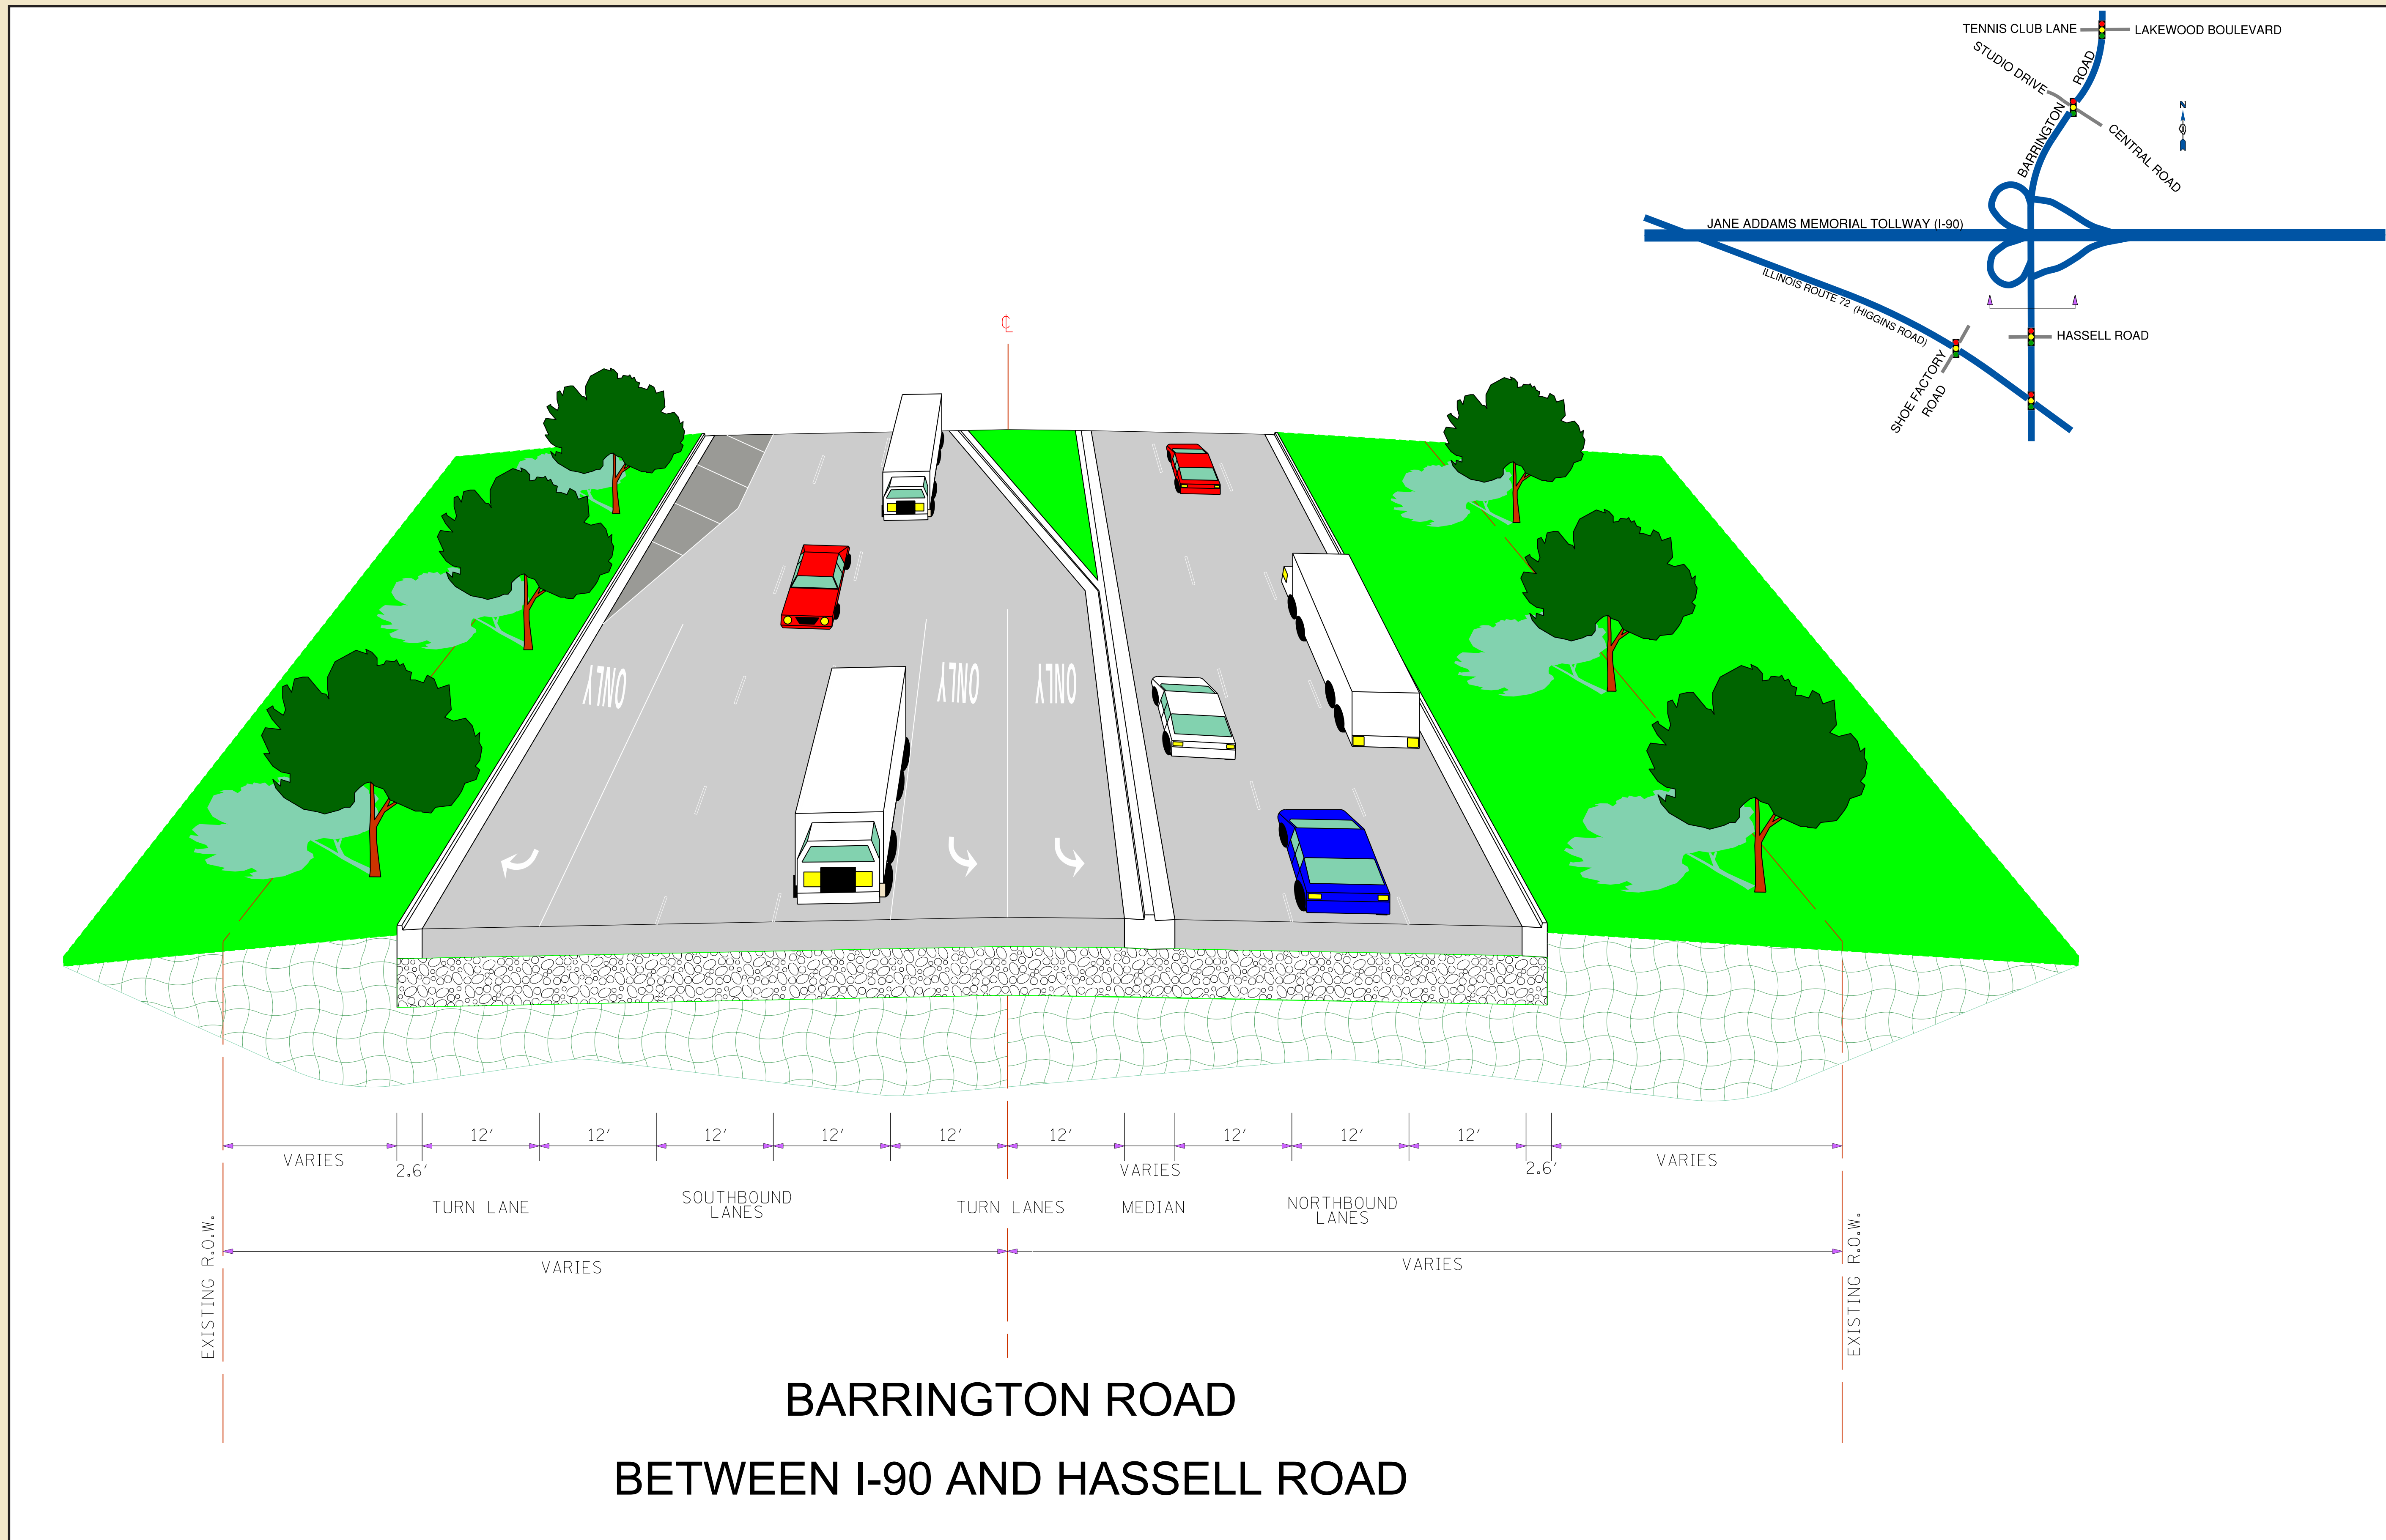 TENNIS CLUB LANE
LAKEWOOD BOULEVARD
STUDIO DRIVE
BARRINGTON ROAD
N
CENTRAL ROAD
JANE ADDAMS MEMORIAL TOLLWAY (I-90)
ILLINOIS ROUTE 72 (HIGGINS ROAD)
HASSELL ROAD
SHOE FACTORY
ROAD
℄
ONLY
ONLY
ONLY
12'
12'
12'
12'
12'
12'
12'
12'
12'
VARIES
2.6'
VARIES
2.6'
VARIES
TURN LANE
SOUTHBOUND
LANES
TURN LANES
MEDIAN
NORTHBOUND
LANES
EXISTING R.O.W.
VARIES
VARIES
EXISTING R.O.W.
BARRINGTON ROAD
BETWEEN I-90 AND HASSELL ROAD